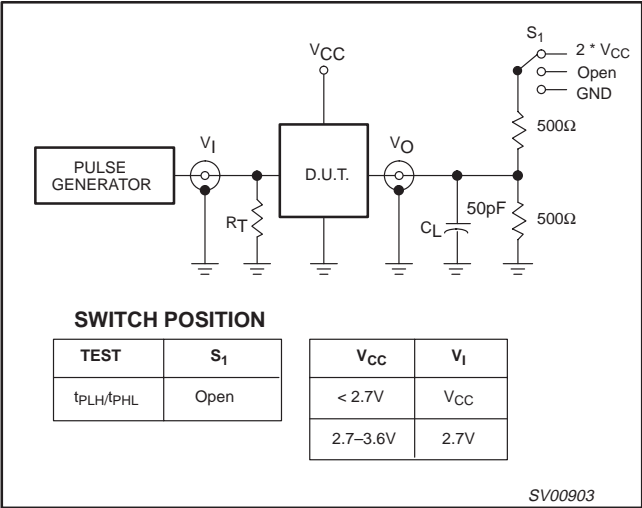 S1
2 * VCC
Open
GND
VCC
500Ω
VI
VO
PULSE
GENERATOR
D.U.T.
RT
50pF
CL
500Ω
SWITCH POSITION
TEST S1
tPLH/tPHL Open
VCC VI
< 2.7V VCC
2.7–3.6V 2.7V
SV00903